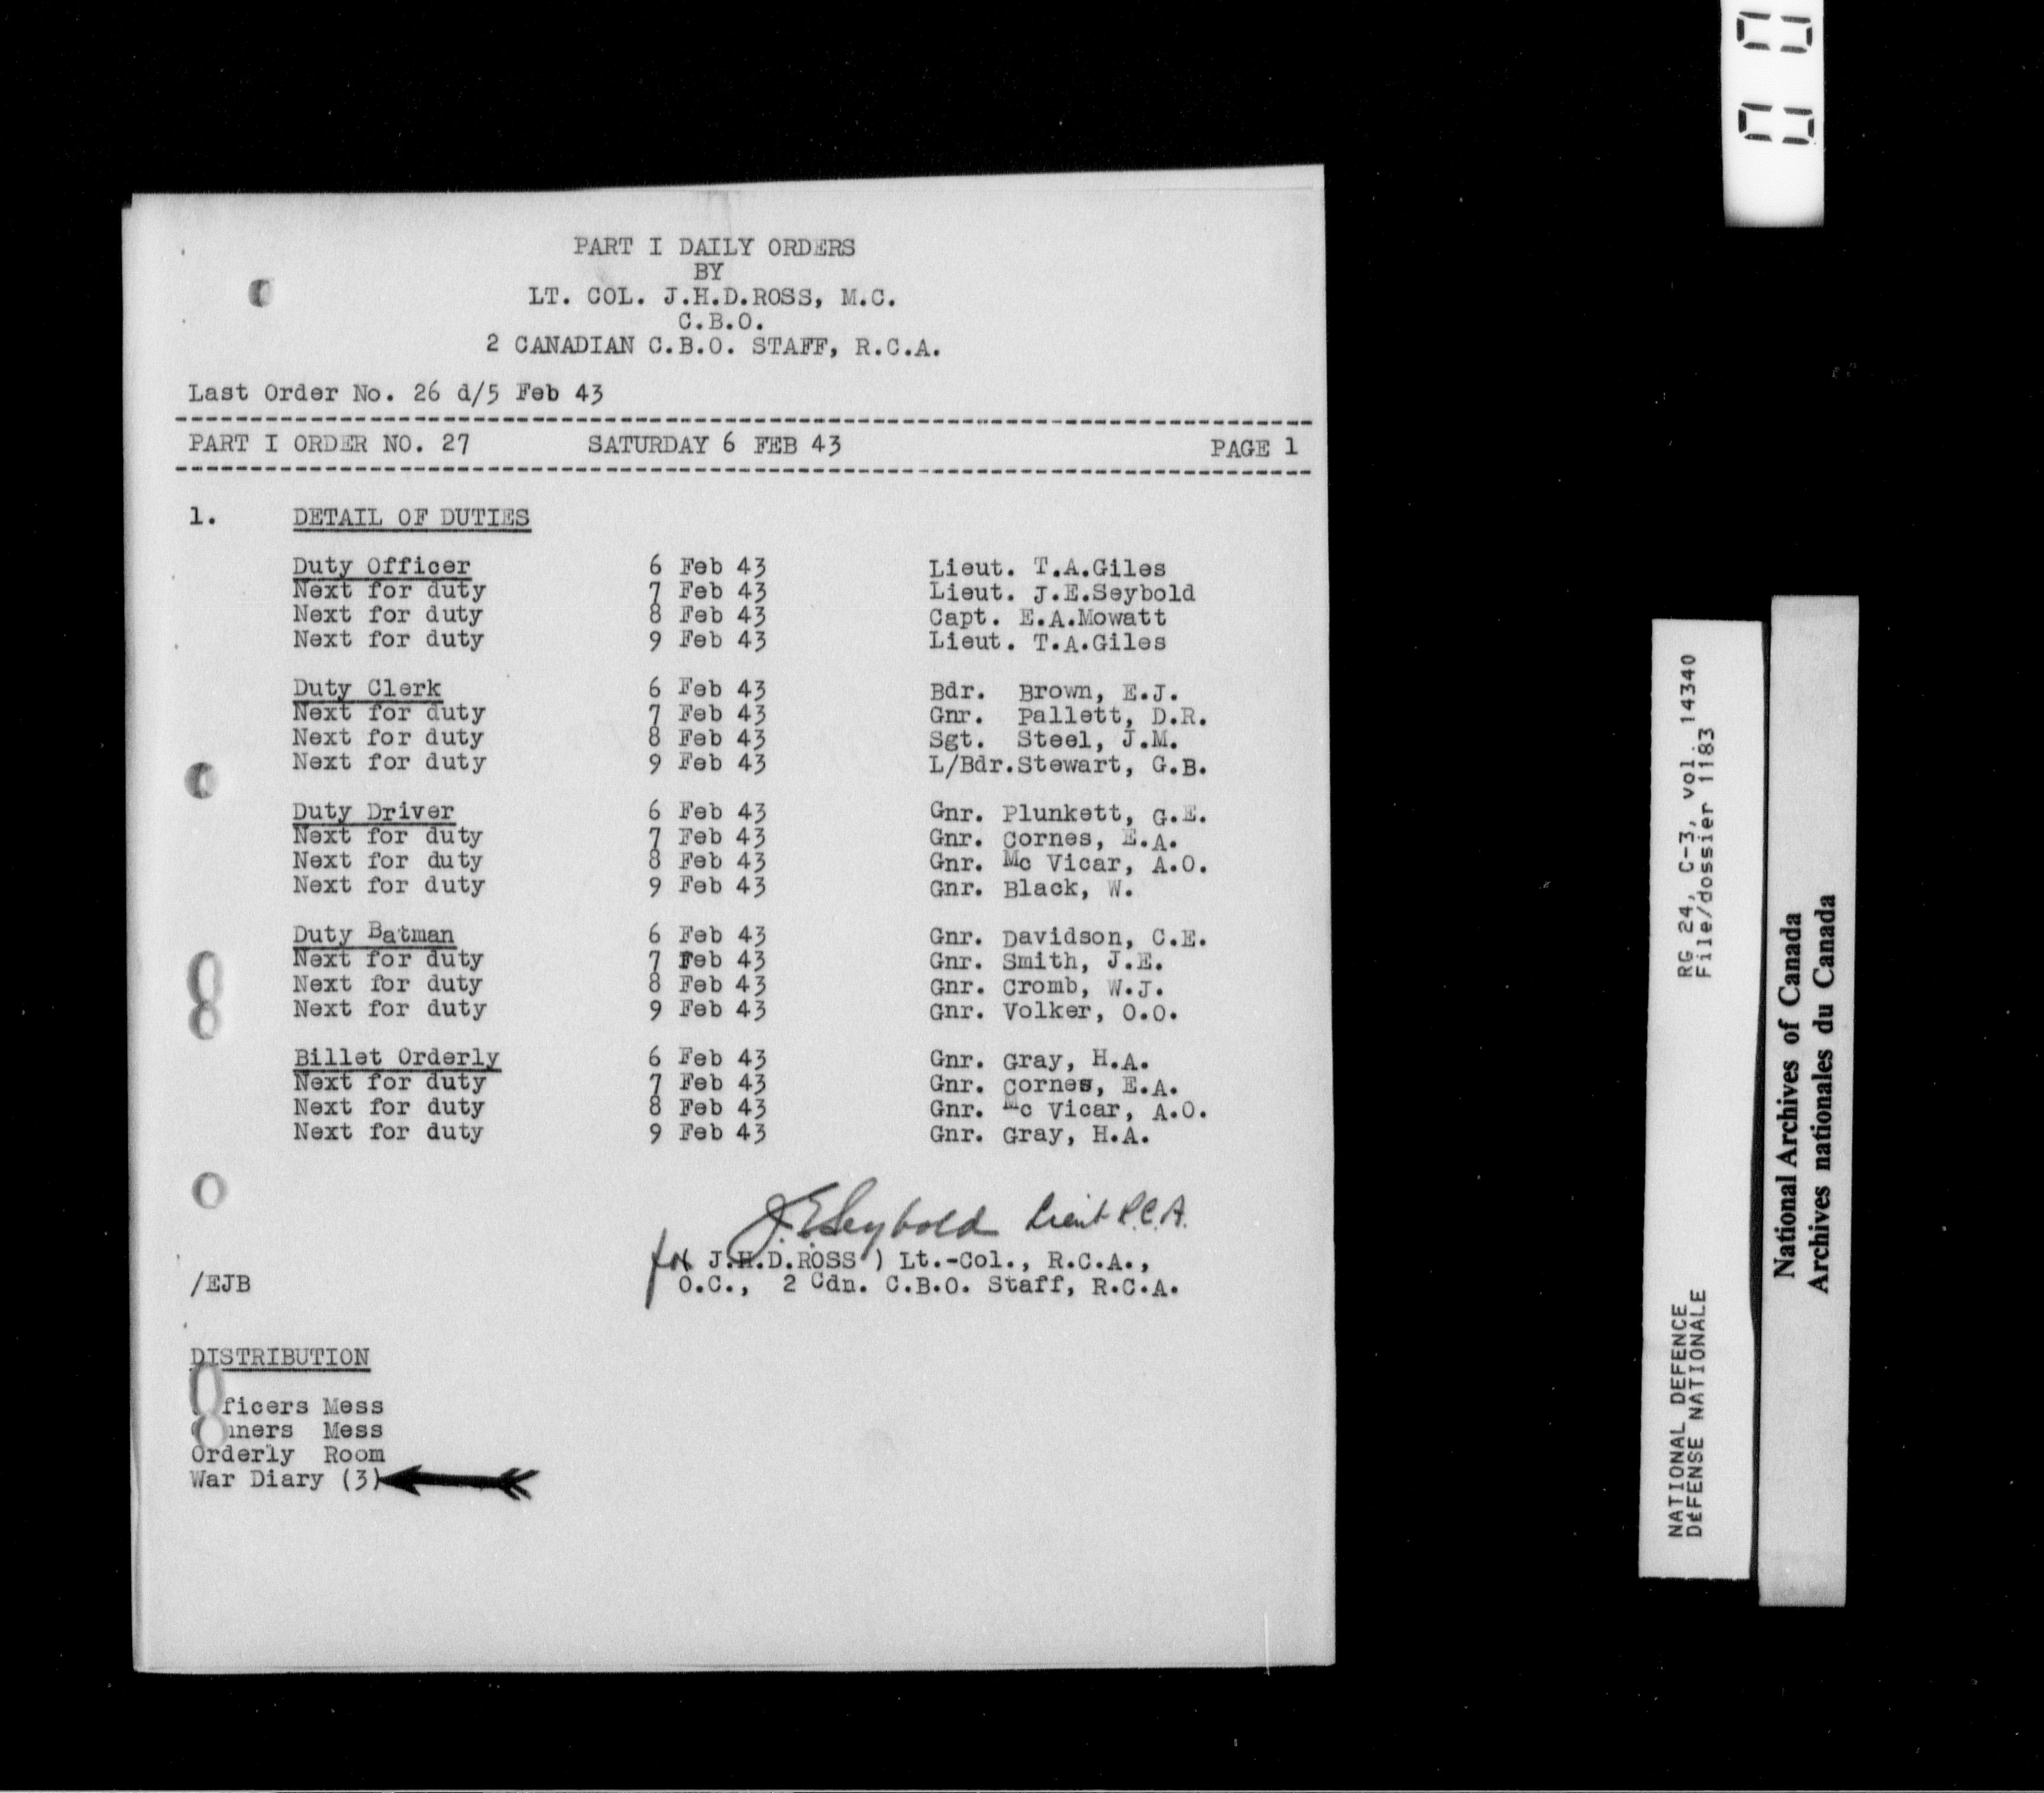 PART I DAILY ORDERS
BY
LT. COL. J.H.D.ROSS, M.C.
C.B.O.
2 CANADIAN C.B.O. STAFF, R.C.A.
Last Order No. 26 d/5 Feb 43
PART I ORDER NO. 27 SATURDAY 6 FEB 43 PAGE 1
1. DETAIL OF DUTIES
Duty Officer 6 Feb 43 Lieut. T.A.Giles
Next for duty 7 Feb 43 Lieut. J.E.Seybold
Next for duty 8 Feb 43 Capt. E.A.Mowatt
Next for duty 9 Feb 43 Lieut. T.A.Giles
Duty Clerk 6 Feb 43 Bdr. Brown, E.J.
Next for duty 7 Feb 43 Gnr. Pallett, D.R.
Next for duty 8 Feb 43 Sgt. Steel, J.M.
Next for duty 9 Feb 43 L/Bdr.Stewart, G.B.
Duty Driver 6 Feb 43 Gnr. Plunkett, G.E.
Next for duty 7 Feb 43 Gnr. Cornes, E.A.
Next for duty 8 Feb 43 Gnr. Mc Vicar, A.O.
Next for duty 9 Feb 43 Gnr. Black, W.
Duty Batman 6 Feb 43 Gnr. Davidson, C.E.
Next for duty 7 Feb 43 Gnr. Smith, J.E.
Next for duty 8 Feb 43 Gnr. Cromb, W.J.
Next for duty 9 Feb 43 Gnr. Volker, O.O.
Billet Orderly 6 Feb 43 Gnr. Gray, H.A.
Next for duty 7 Feb 43 Gnr. Cornes, E.A.
Next for duty 8 Feb 43 Gnr. Mc Vicar, A.O.
Next for duty 9 Feb 43 Gnr. Gray, H.A.
J.E.Seybold Lieut R.C.A.
for J.H.D.ROSS ) Lt.-Col., R.C.A.,
/EJB O.C., 2 Cdn. C.B.O. Staff, R.C.A.
DISTRIBUTION
ficers Mess
nners Mess
Orderly Room
War Diary (3)
RG 24, C-3, vol. 14340
File/dossier 1183
NATIONAL DEFENCE
DÉFENSE NATIONALE
National Archives of Canada
Archives nationales du Canada